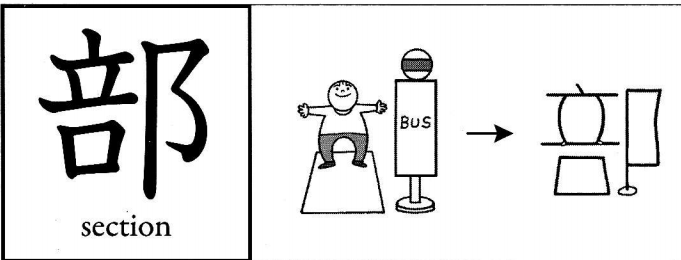 部
section
BUS